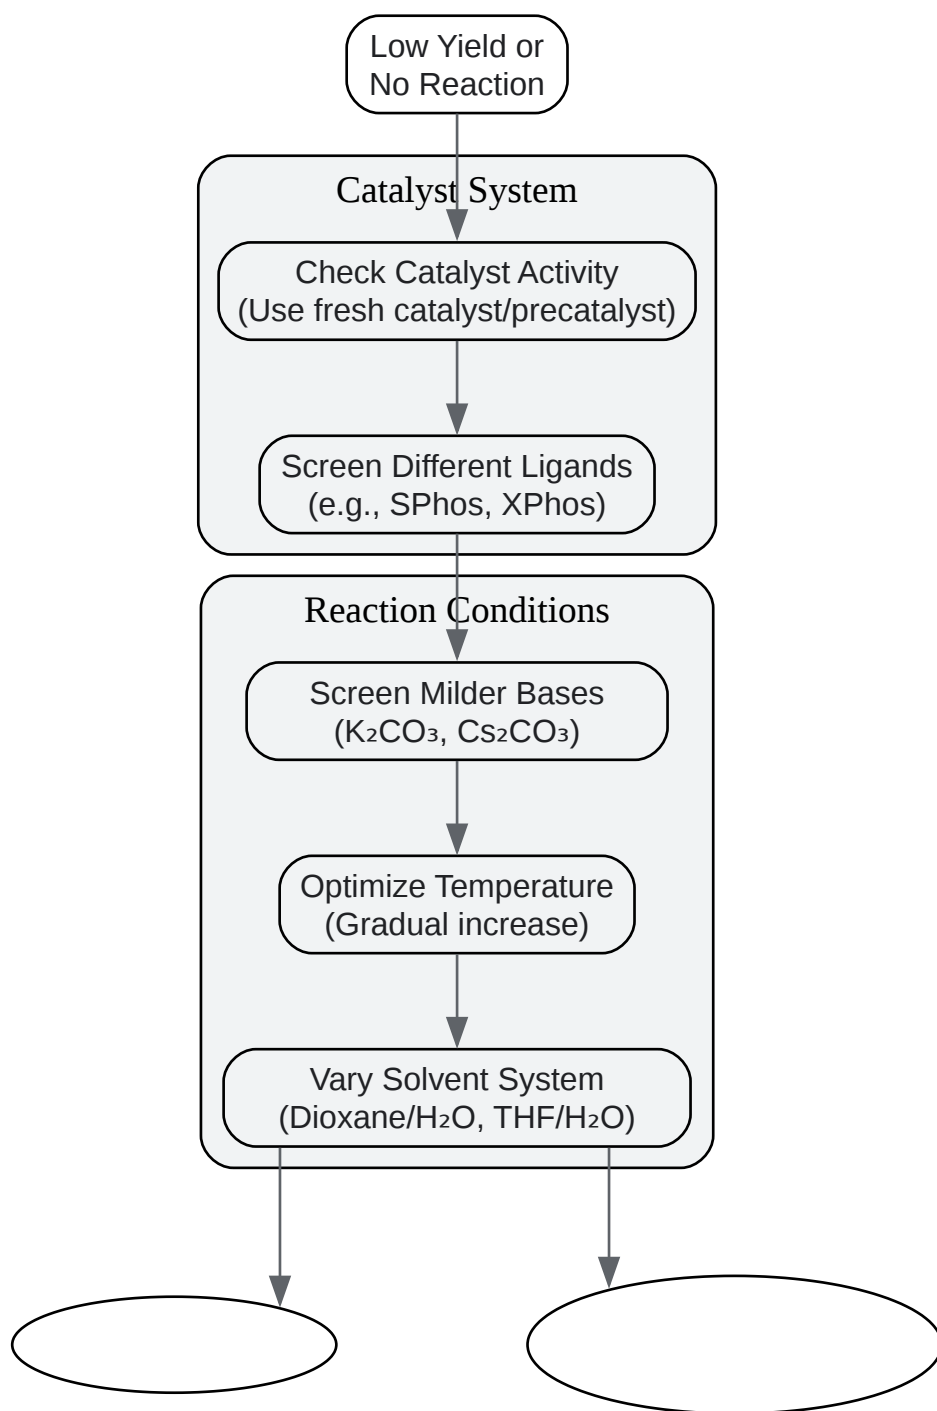 Low Yield or
No Reaction
Catalyst System
Check Catalyst Activity
(Use fresh catalyst/precatalyst)
Screen Different Ligands
(e.g., SPhos, XPhos)
Reaction Conditions
Screen Milder Bases
(K₂CO₃, Cs₂CO₃)
Optimize Temperature
(Gradual increase)
Vary Solvent System
(Dioxane/H₂O, THF/H₂O)